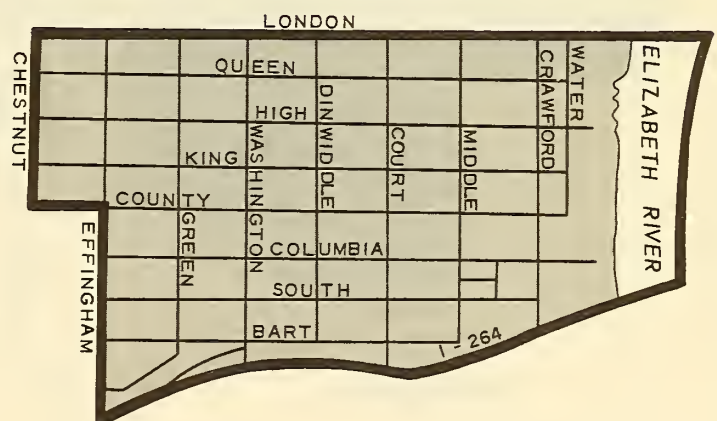 LONDON
CHESTNUT
QUEEN
HIGH
KING
COUNTY
COLUMBIA
SOUTH
BART
EFFINGHAM
GREEN
WASHINGTON
DINWIDDLE
COURT
MIDDLE
CRAWFORD
WATER
ELIZABETH RIVER
I - 264